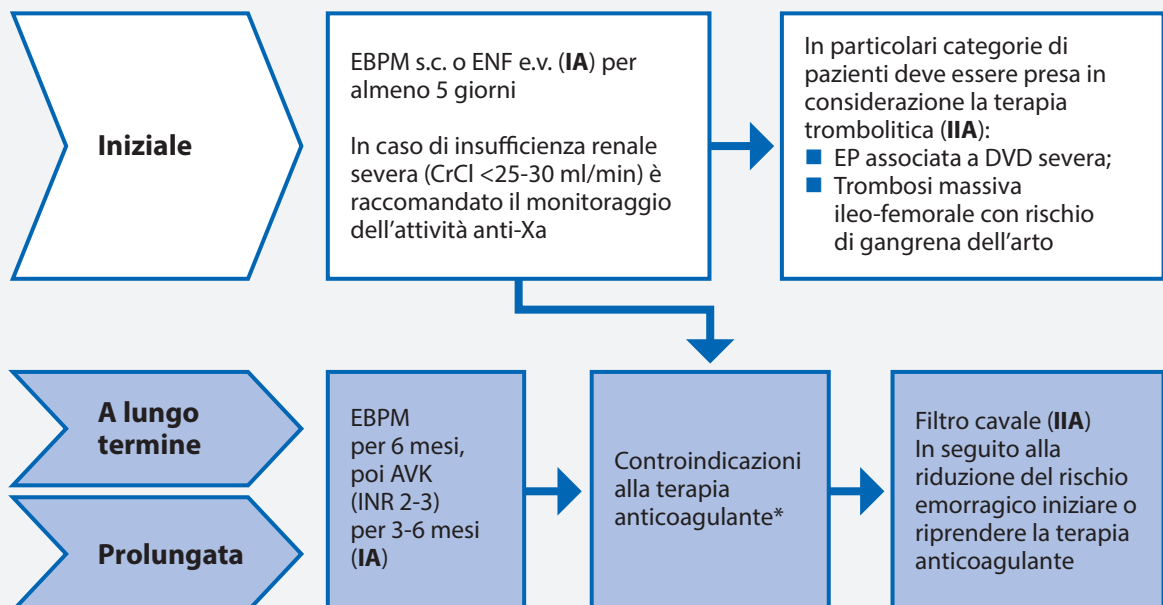 Iniziale
EBPM s.c. o ENF e.v. (IA) per
almeno 5 giorni
In caso di insufficienza renale
severa (CrCl <25-30 ml/min) è
raccomandato il monitoraggio
dell’attività anti-Xa
In particolari categorie di
pazienti deve essere presa in
considerazione la terapia
trombolitica (IIA):
■ EP associata a DVD severa;
■ Trombosi massiva
ileo-femorale con rischio
di gangrena dell’arto
A lungo
termine
Prolungata
EBPM
per 6 mesi,
poi AVK
(INR 2-3)
per 3-6 mesi
(IA)
Controindicazioni
alla terapia
anticoagulante*
Filtro cavale (IIA)
In seguito alla
riduzione del rischio
emorragico iniziare o
riprendere la terapia
anticoagulante